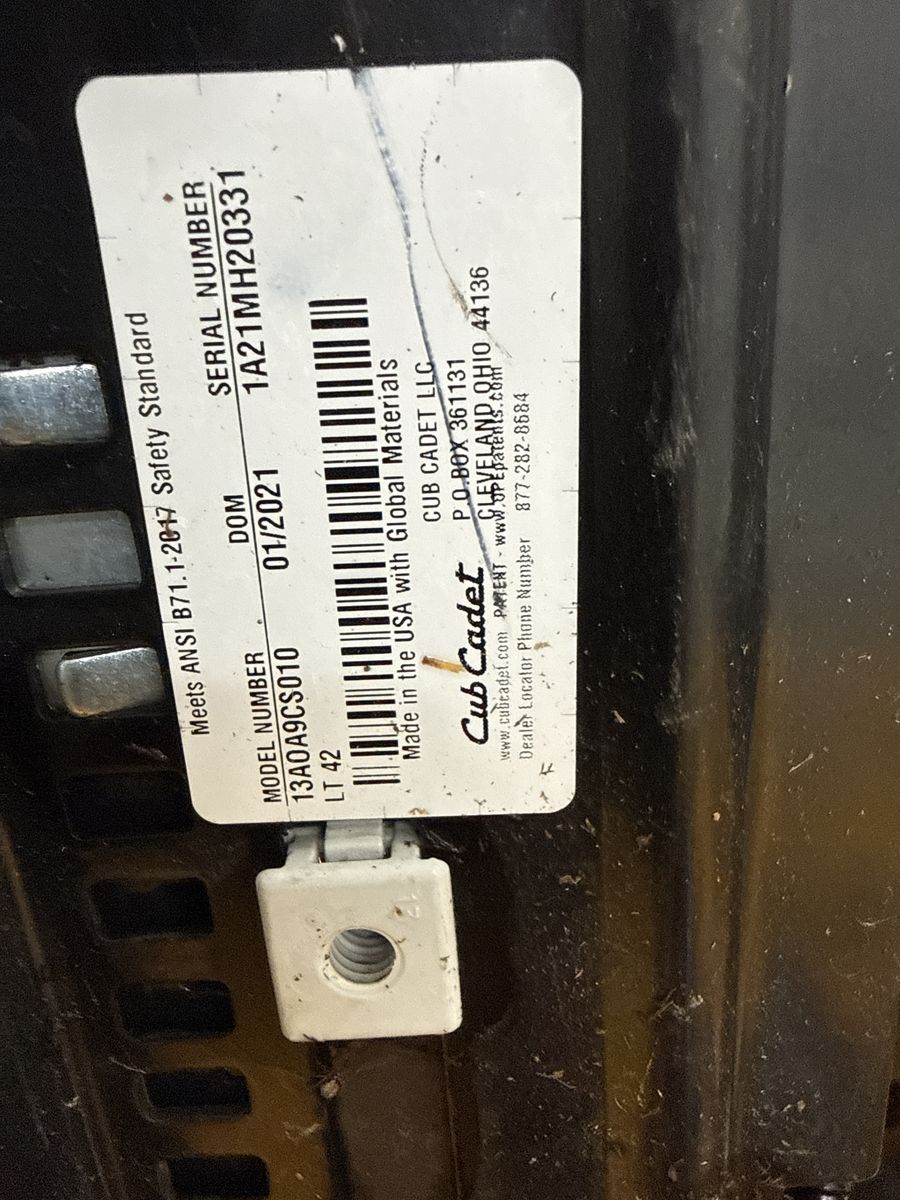 Meets ANSI B71.1-2017 Safety Standard
MODEL NUMBER DOM SERIAL NUMBER
13A0A9CS010 01/2021 1A21MH20331
LT 42
Made in the USA with Global Materials
Cub Cadet
CUB CADET LLC
P.O BOX 361131
CLEVELAND OHIO 44136
www.cubcadet.com PATENT - www.OPEpatents.com
Dealer Locator Phone Number 877-282-8684